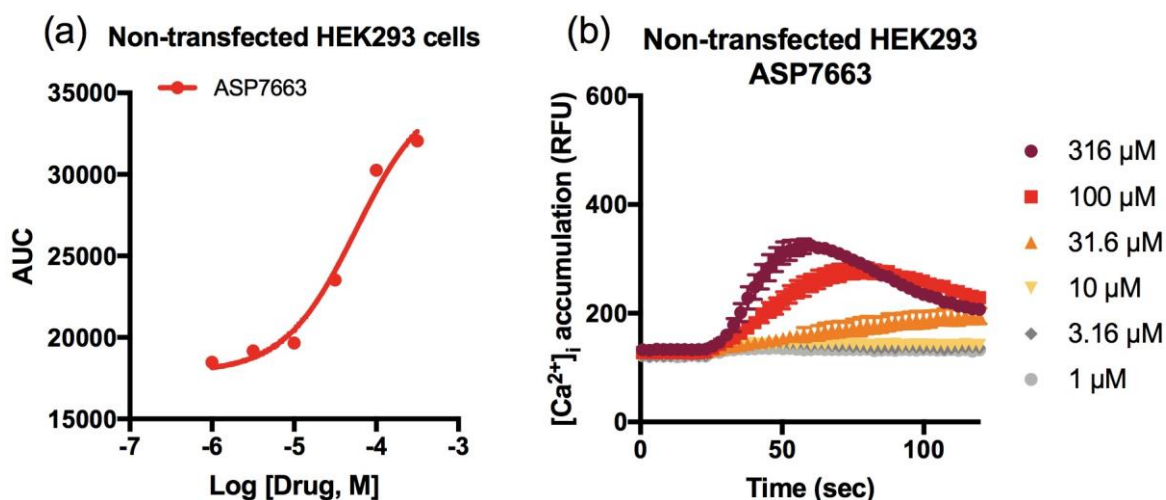 (a) Non-transfected HEK293 cells
ASP7663
35000
30000
25000
20000
15000
AUC
-7 -6 -5 -4 -3
Log [Drug, M]
(b) Non-transfected HEK293
ASP7663
600
400
200
0
[Ca²⁺]ᵢ accumulation (RFU)
0 50 100
Time (sec)
316 µM
100 µM
31.6 µM
10 µM
3.16 µM
1 µM